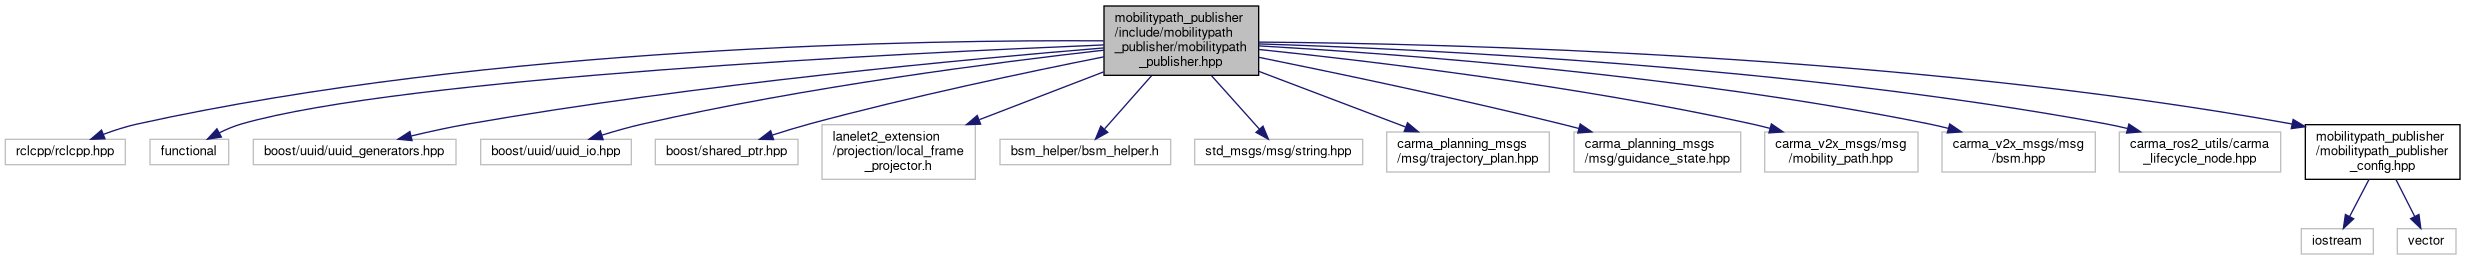 mobilitypath_publisher
/include/mobilitypath
_publisher/mobilitypath
_publisher.hpp
rclcpp/rclcpp.hpp
functional
boost/uuid/uuid_generators.hpp
boost/uuid/uuid_io.hpp
boost/shared_ptr.hpp
lanelet2_extension
/projection/local_frame
_projector.h
bsm_helper/bsm_helper.h
std_msgs/msg/string.hpp
carma_planning_msgs
/msg/trajectory_plan.hpp
carma_planning_msgs
/msg/guidance_state.hpp
carma_v2x_msgs/msg
/mobility_path.hpp
carma_v2x_msgs/msg
/bsm.hpp
carma_ros2_utils/carma
_lifecycle_node.hpp
mobilitypath_publisher
/mobilitypath_publisher
_config.hpp
iostream
vector